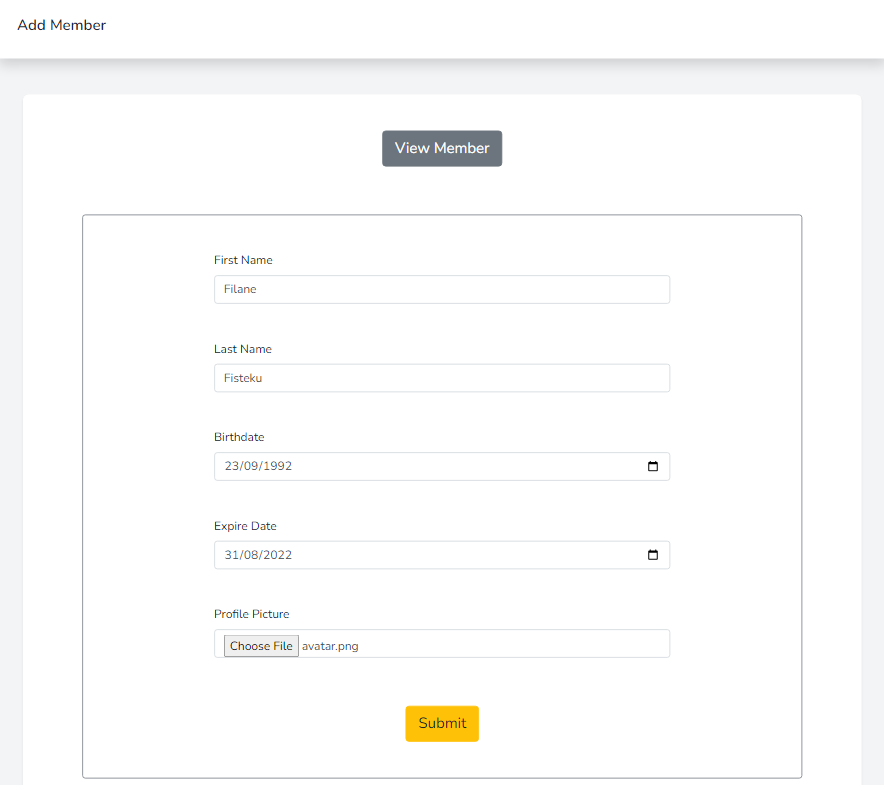 Add Member
View Member
First Name
Filane
Last Name
Fisteku
Birthdate
23/09/1992
Expire Date
31/08/2022
Profile Picture
Choose File avatar.png
Submit